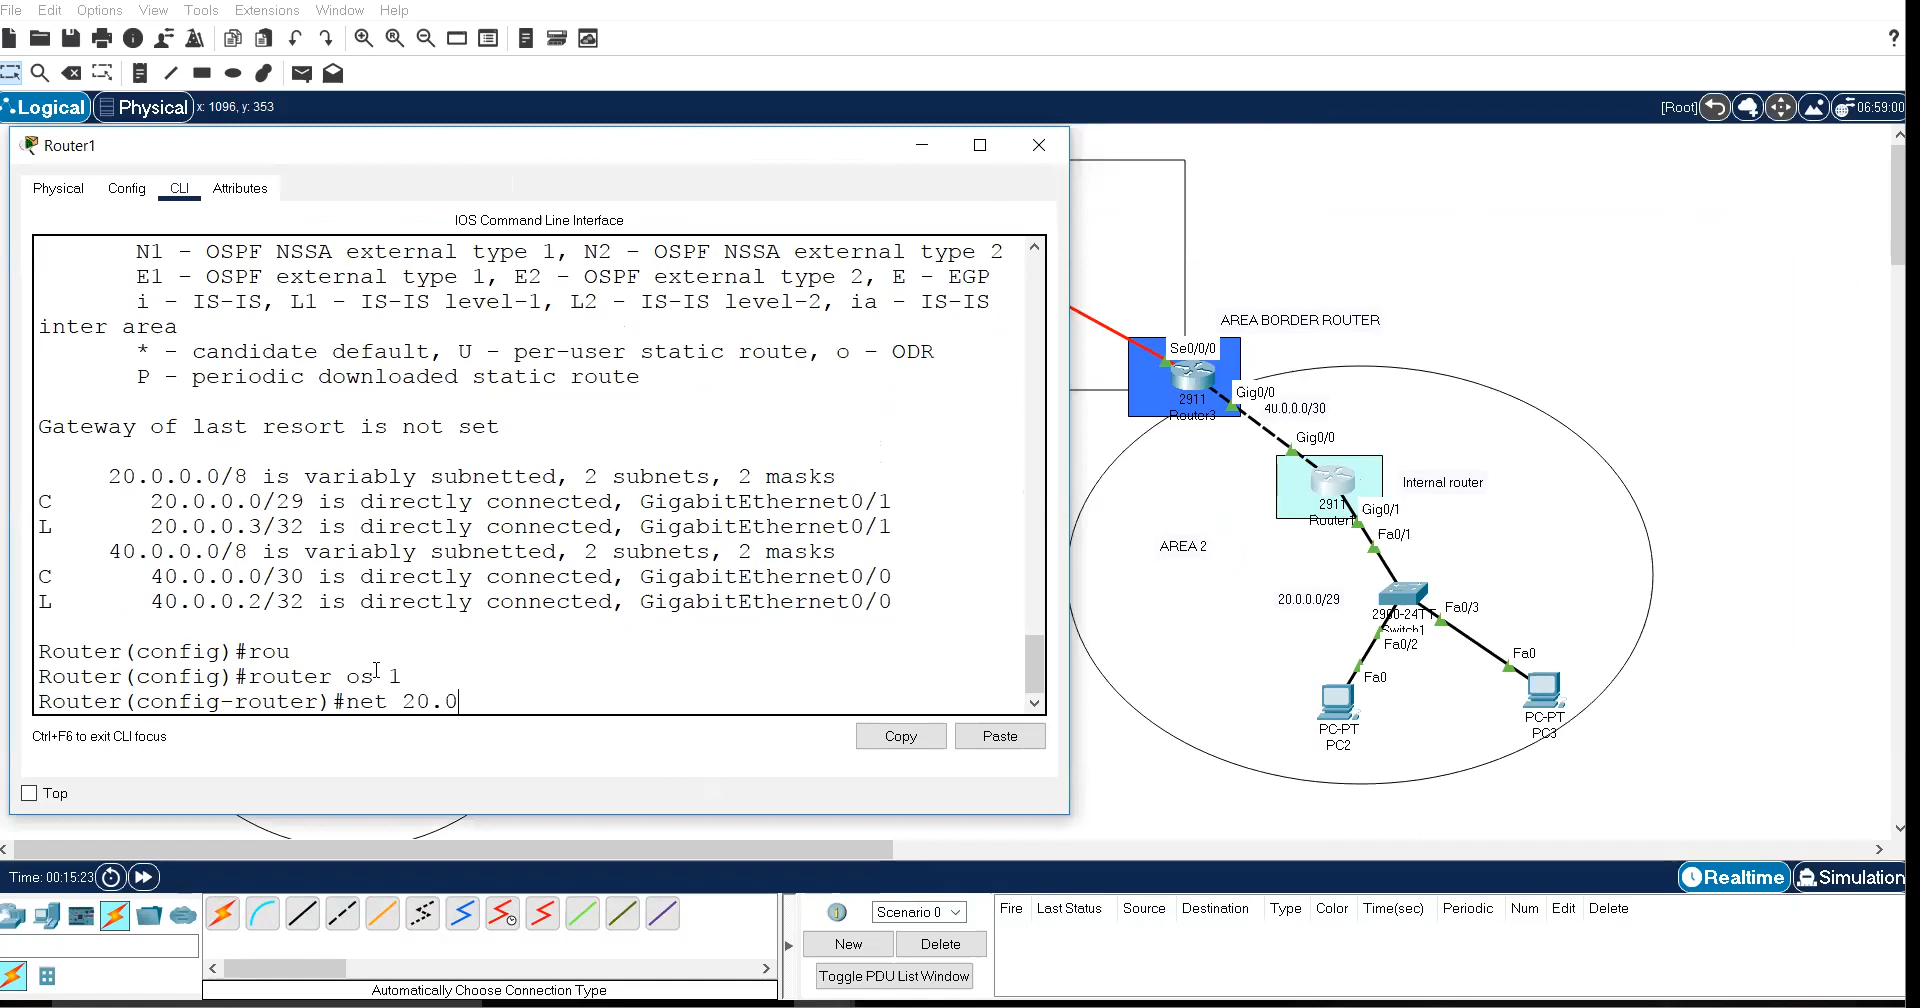 File Edit Options View Tools Extensions Window Help
?
Logical Physical x: 1096, y: 353 [Root] 06:59:00
Router1
Physical Config CLI Attributes
IOS Command Line Interface
N1 - OSPF NSSA external type 1, N2 - OSPF NSSA external type 2
E1 - OSPF external type 1, E2 - OSPF external type 2, E - EGP
i - IS-IS, L1 - IS-IS level-1, L2 - IS-IS level-2, ia - IS-IS
inter area
* - candidate default, U - per-user static route, o - ODR
P - periodic downloaded static route
Gateway of last resort is not set
20.0.0.0/8 is variably subnetted, 2 subnets, 2 masks
C 20.0.0.0/29 is directly connected, GigabitEthernet0/1
L 20.0.0.3/32 is directly connected, GigabitEthernet0/1
40.0.0.0/8 is variably subnetted, 2 subnets, 2 masks
C 40.0.0.0/30 is directly connected, GigabitEthernet0/0
L 40.0.0.2/32 is directly connected, GigabitEthernet0/0
Router(config)#rou
Router(config)#router os 1
Router(config-router)#net 20.0
Ctrl+F6 to exit CLI focus
Copy Paste
Top
AREA BORDER ROUTER
Se0/0/0
2911
Router3
Gig0/0
40.0.0.0/30
Gig0/0
Internal router
2911
Router1
Gig0/1
Fa0/1
AREA 2
20.0.0.0/29
Switch1
Fa0/3
Fa0/2
Fa0
Fa0
PC-PT
PC2
PC-PT
PC3
Time: 00:15:23
Realtime Simulation
Scenario 0
New Delete
Toggle PDU List Window
Fire Last Status Source Destination Type Color Time(sec) Periodic Num Edit Delete
Automatically Choose Connection Type